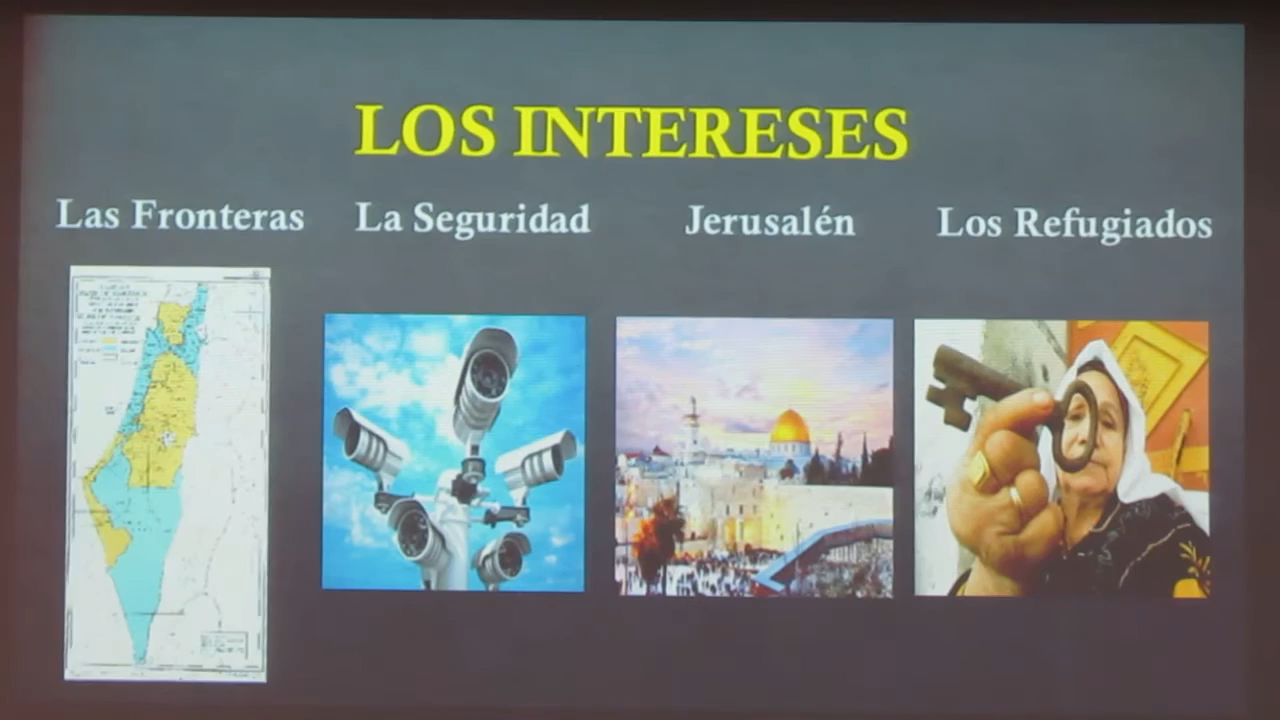 LOS INTERESES
Las Fronteras
La Seguridad
Jerusalén
Los Refugiados